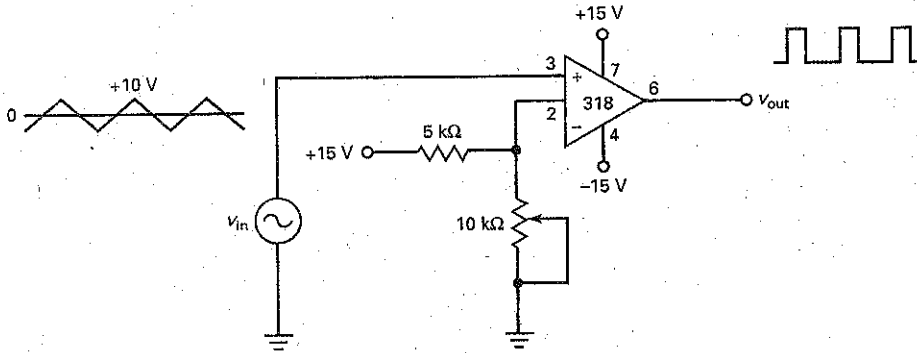 +15 V
+10 V
0
3
7
+
318
6
2
−
4
v_out
5 kΩ
+15 V
−15 V
v_in
10 kΩ